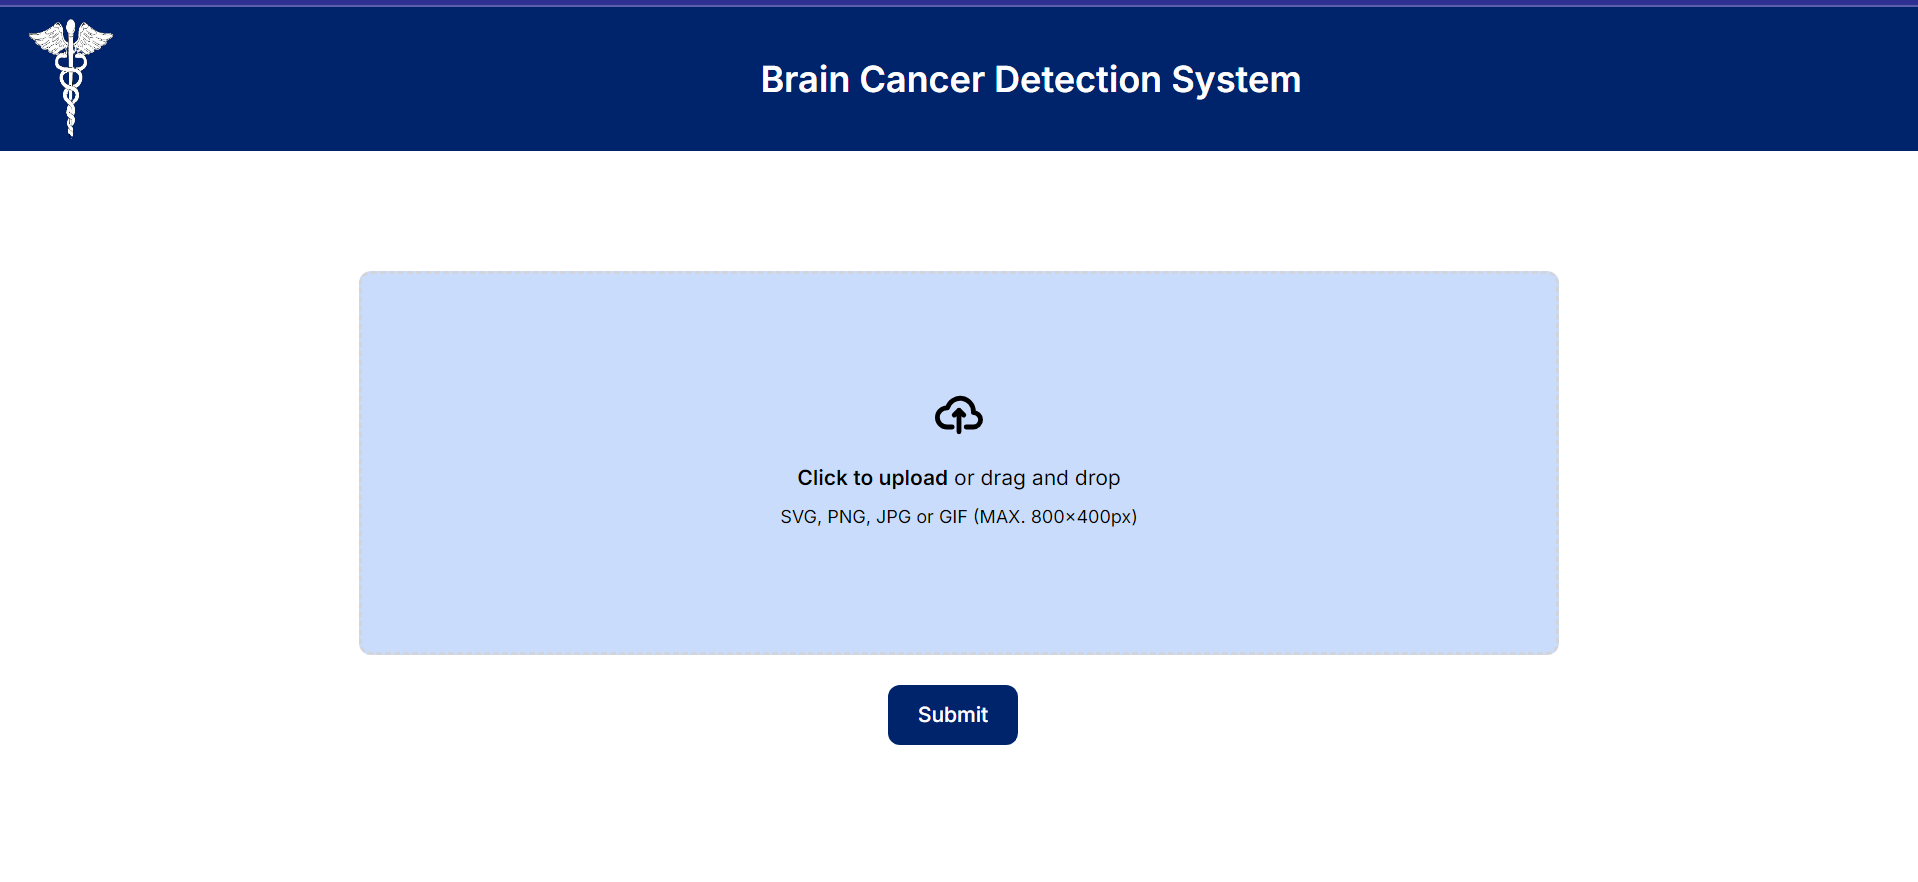 Brain Cancer Detection System
Click to upload or drag and drop
SVG, PNG, JPG or GIF (MAX. 800×400px)
Submit